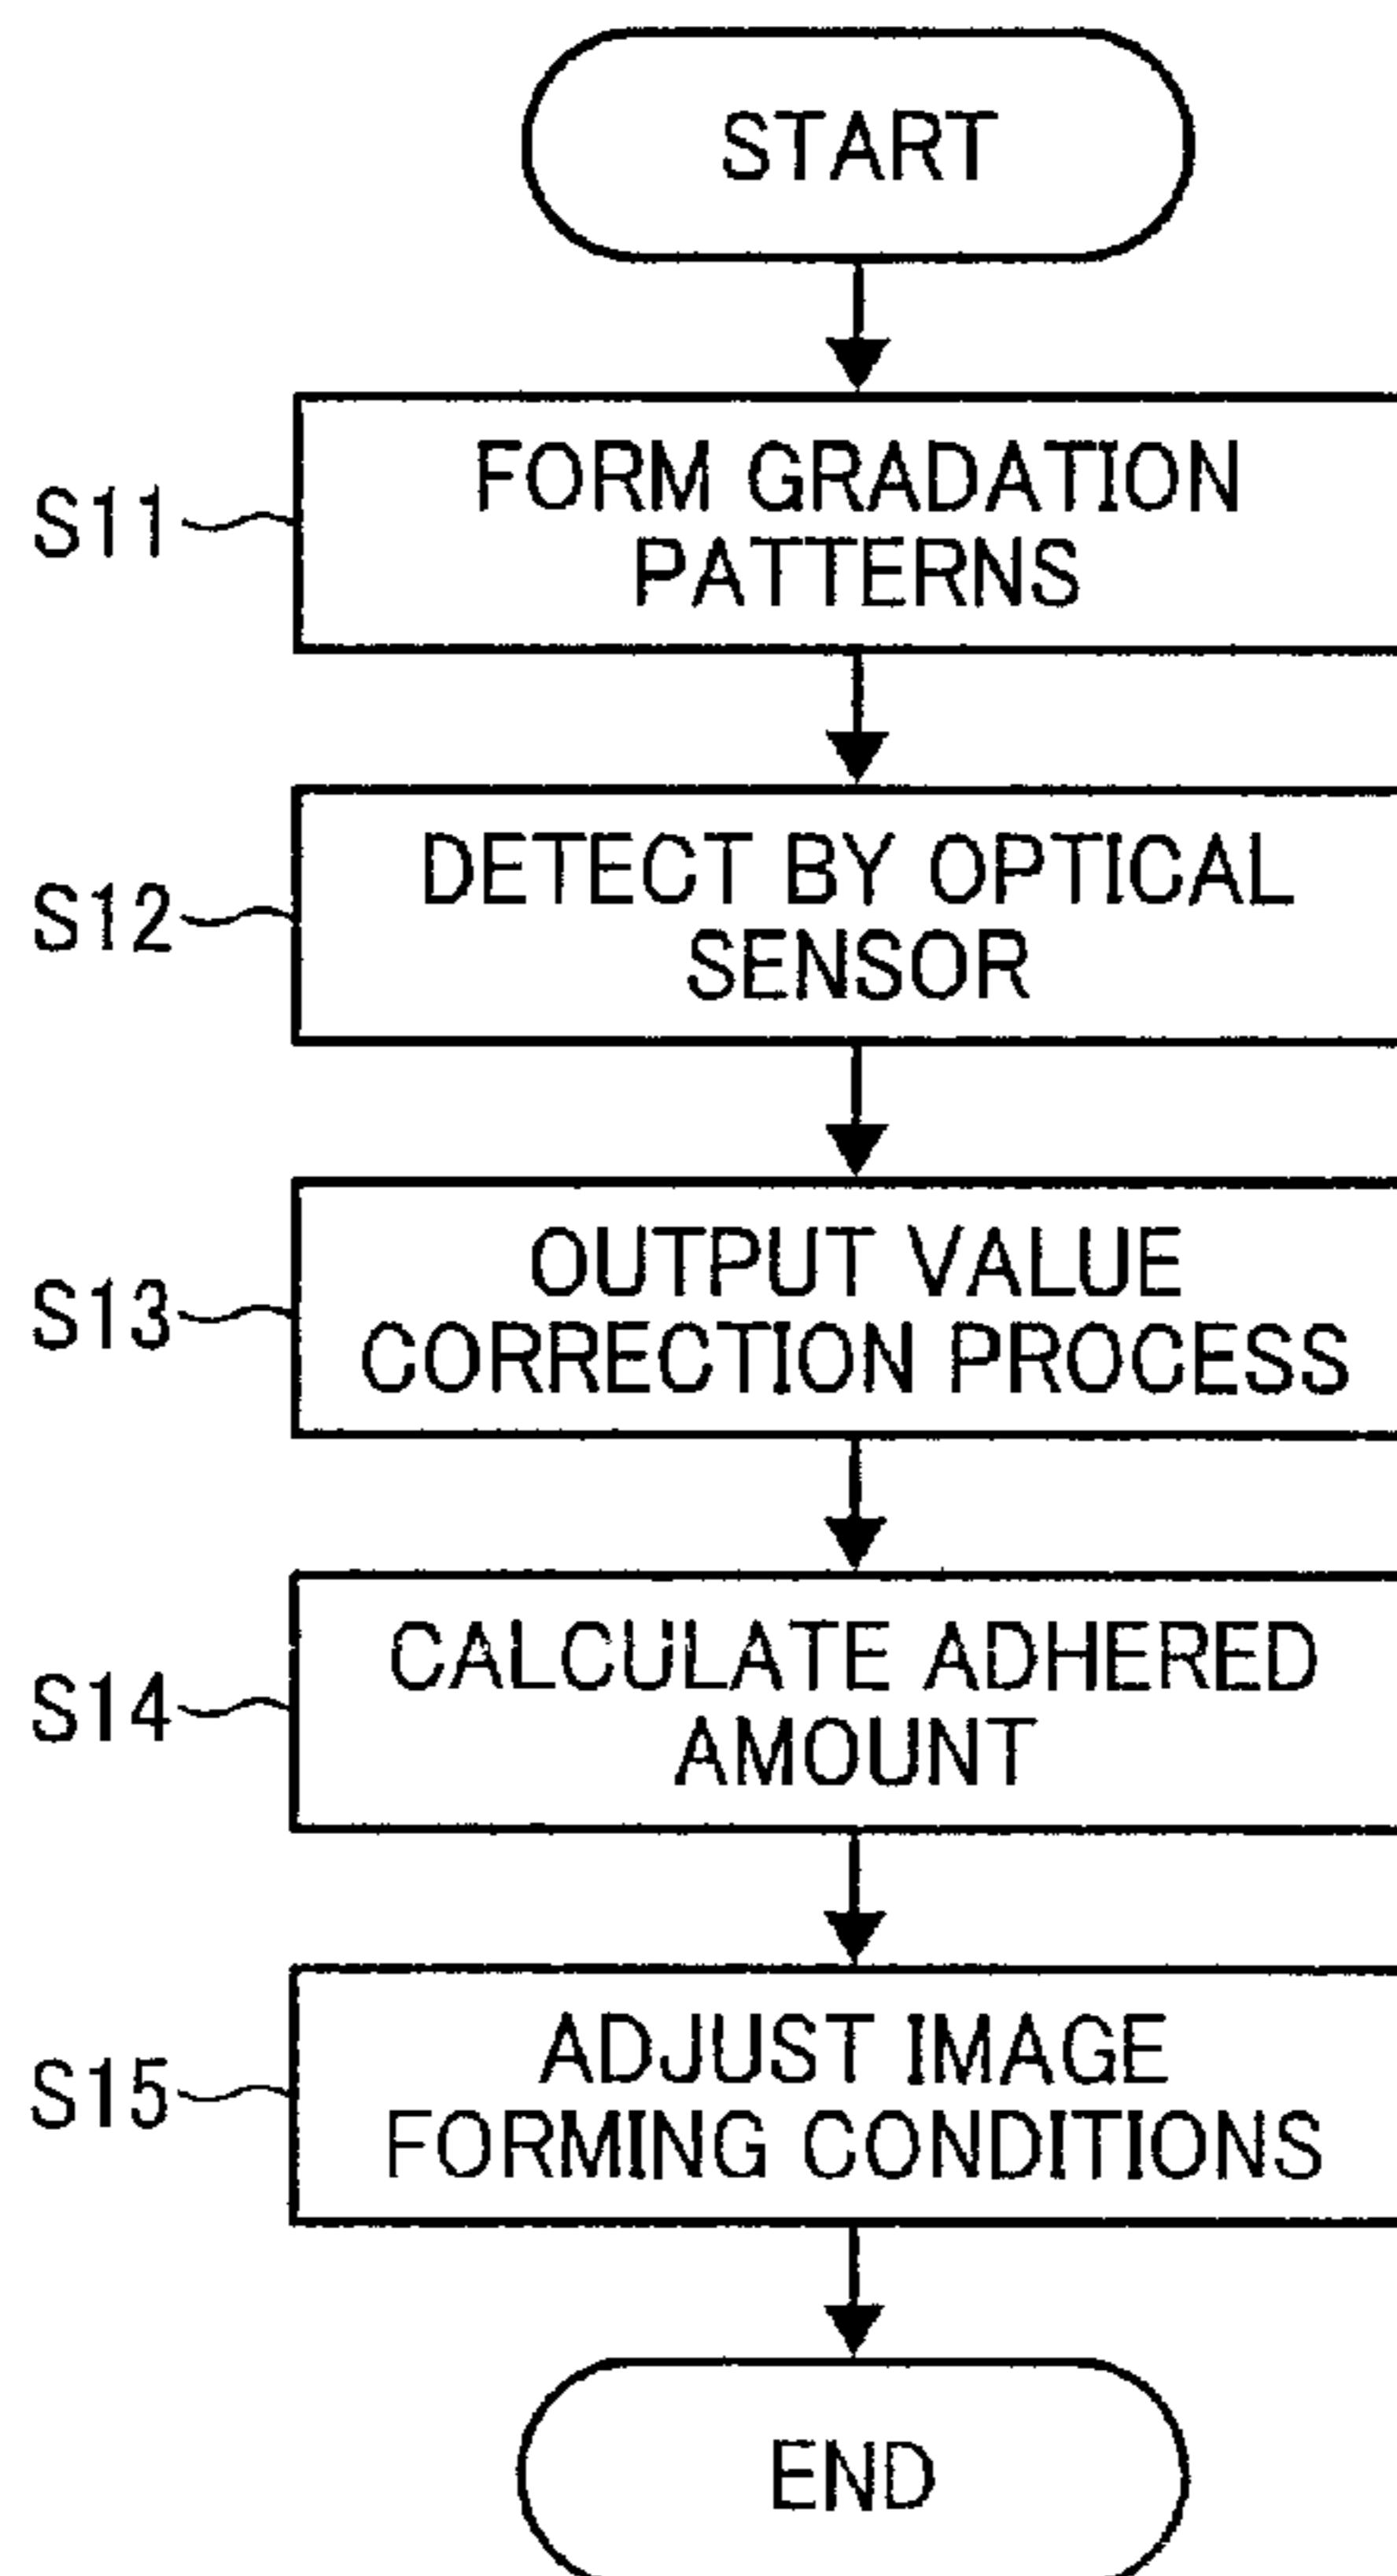 START
S11
FORM GRADATION
PATTERNS
S12
DETECT BY OPTICAL
SENSOR
S13
OUTPUT VALUE
CORRECTION PROCESS
S14
CALCULATE ADHERED
AMOUNT
S15
ADJUST IMAGE
FORMING CONDITIONS
END